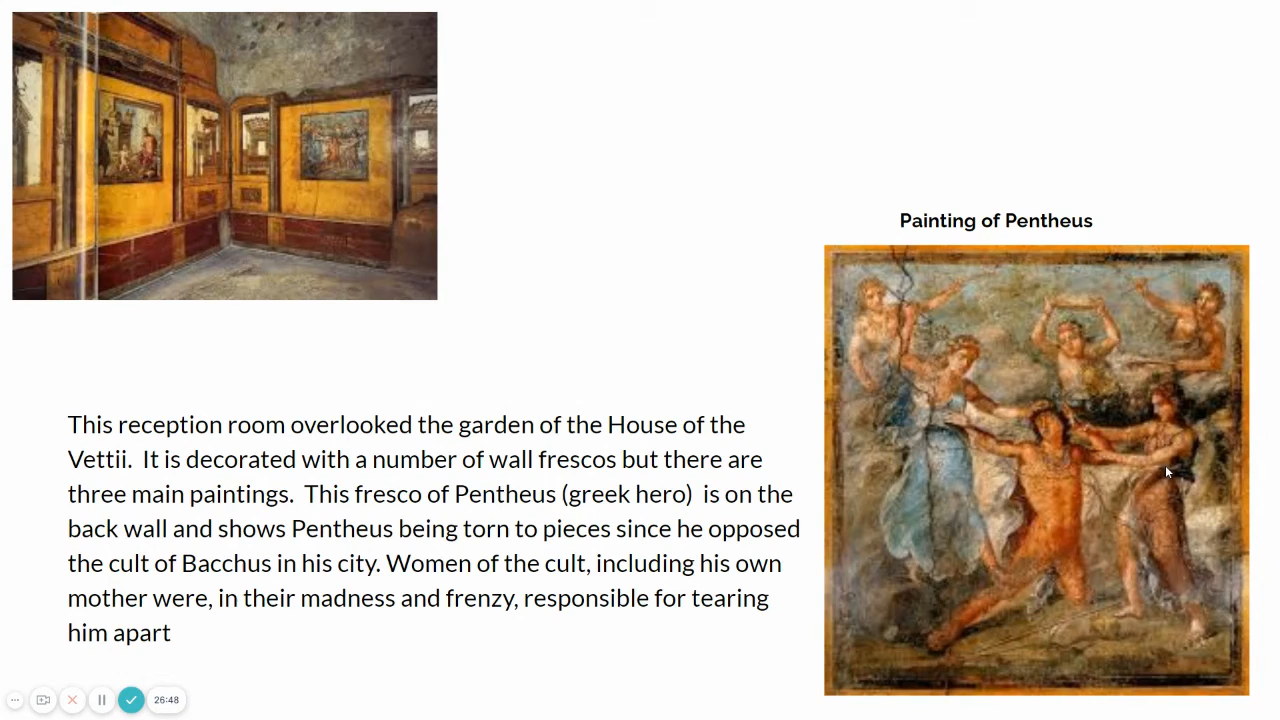 Painting of Pentheus
This reception room overlooked the garden of the House of the
Vettii.  It is decorated with a number of wall frescos but there are
three main paintings.  This fresco of Pentheus (greek hero)  is on the
back wall and shows Pentheus being torn to pieces since he opposed
the cult of Bacchus in his city. Women of the cult, including his own
mother were, in their madness and frenzy, responsible for tearing
him apart
26:48